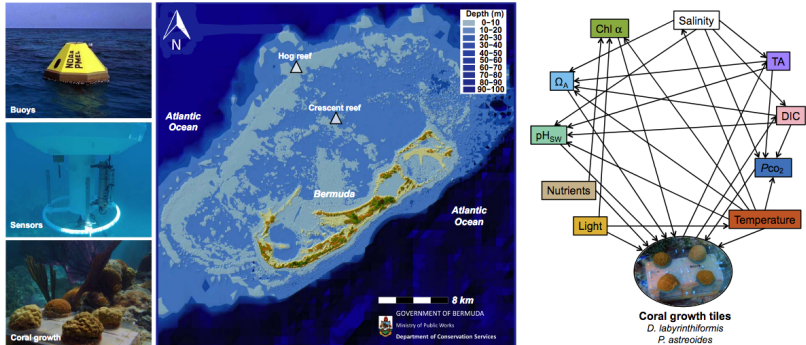 NOAA
PMEL
Buoys
Sensors
Coral growth
N
Hog reef
Crescent reef
Atlantic
Ocean
Bermuda
Atlantic
Ocean
Depth (m)
0–10
10–20
20–30
30–40
40–50
50–60
60–70
70–80
80–90
90–100
8 km
GOVERNMENT OF BERMUDA
Ministry of Public Works
Department of Conservation Services
Salinity
Chl α
TA
ΩA
DIC
pHSW
Pco2
Nutrients
Light
Temperature
Coral growth tiles
D. labyrinthiformis
P. astreoides